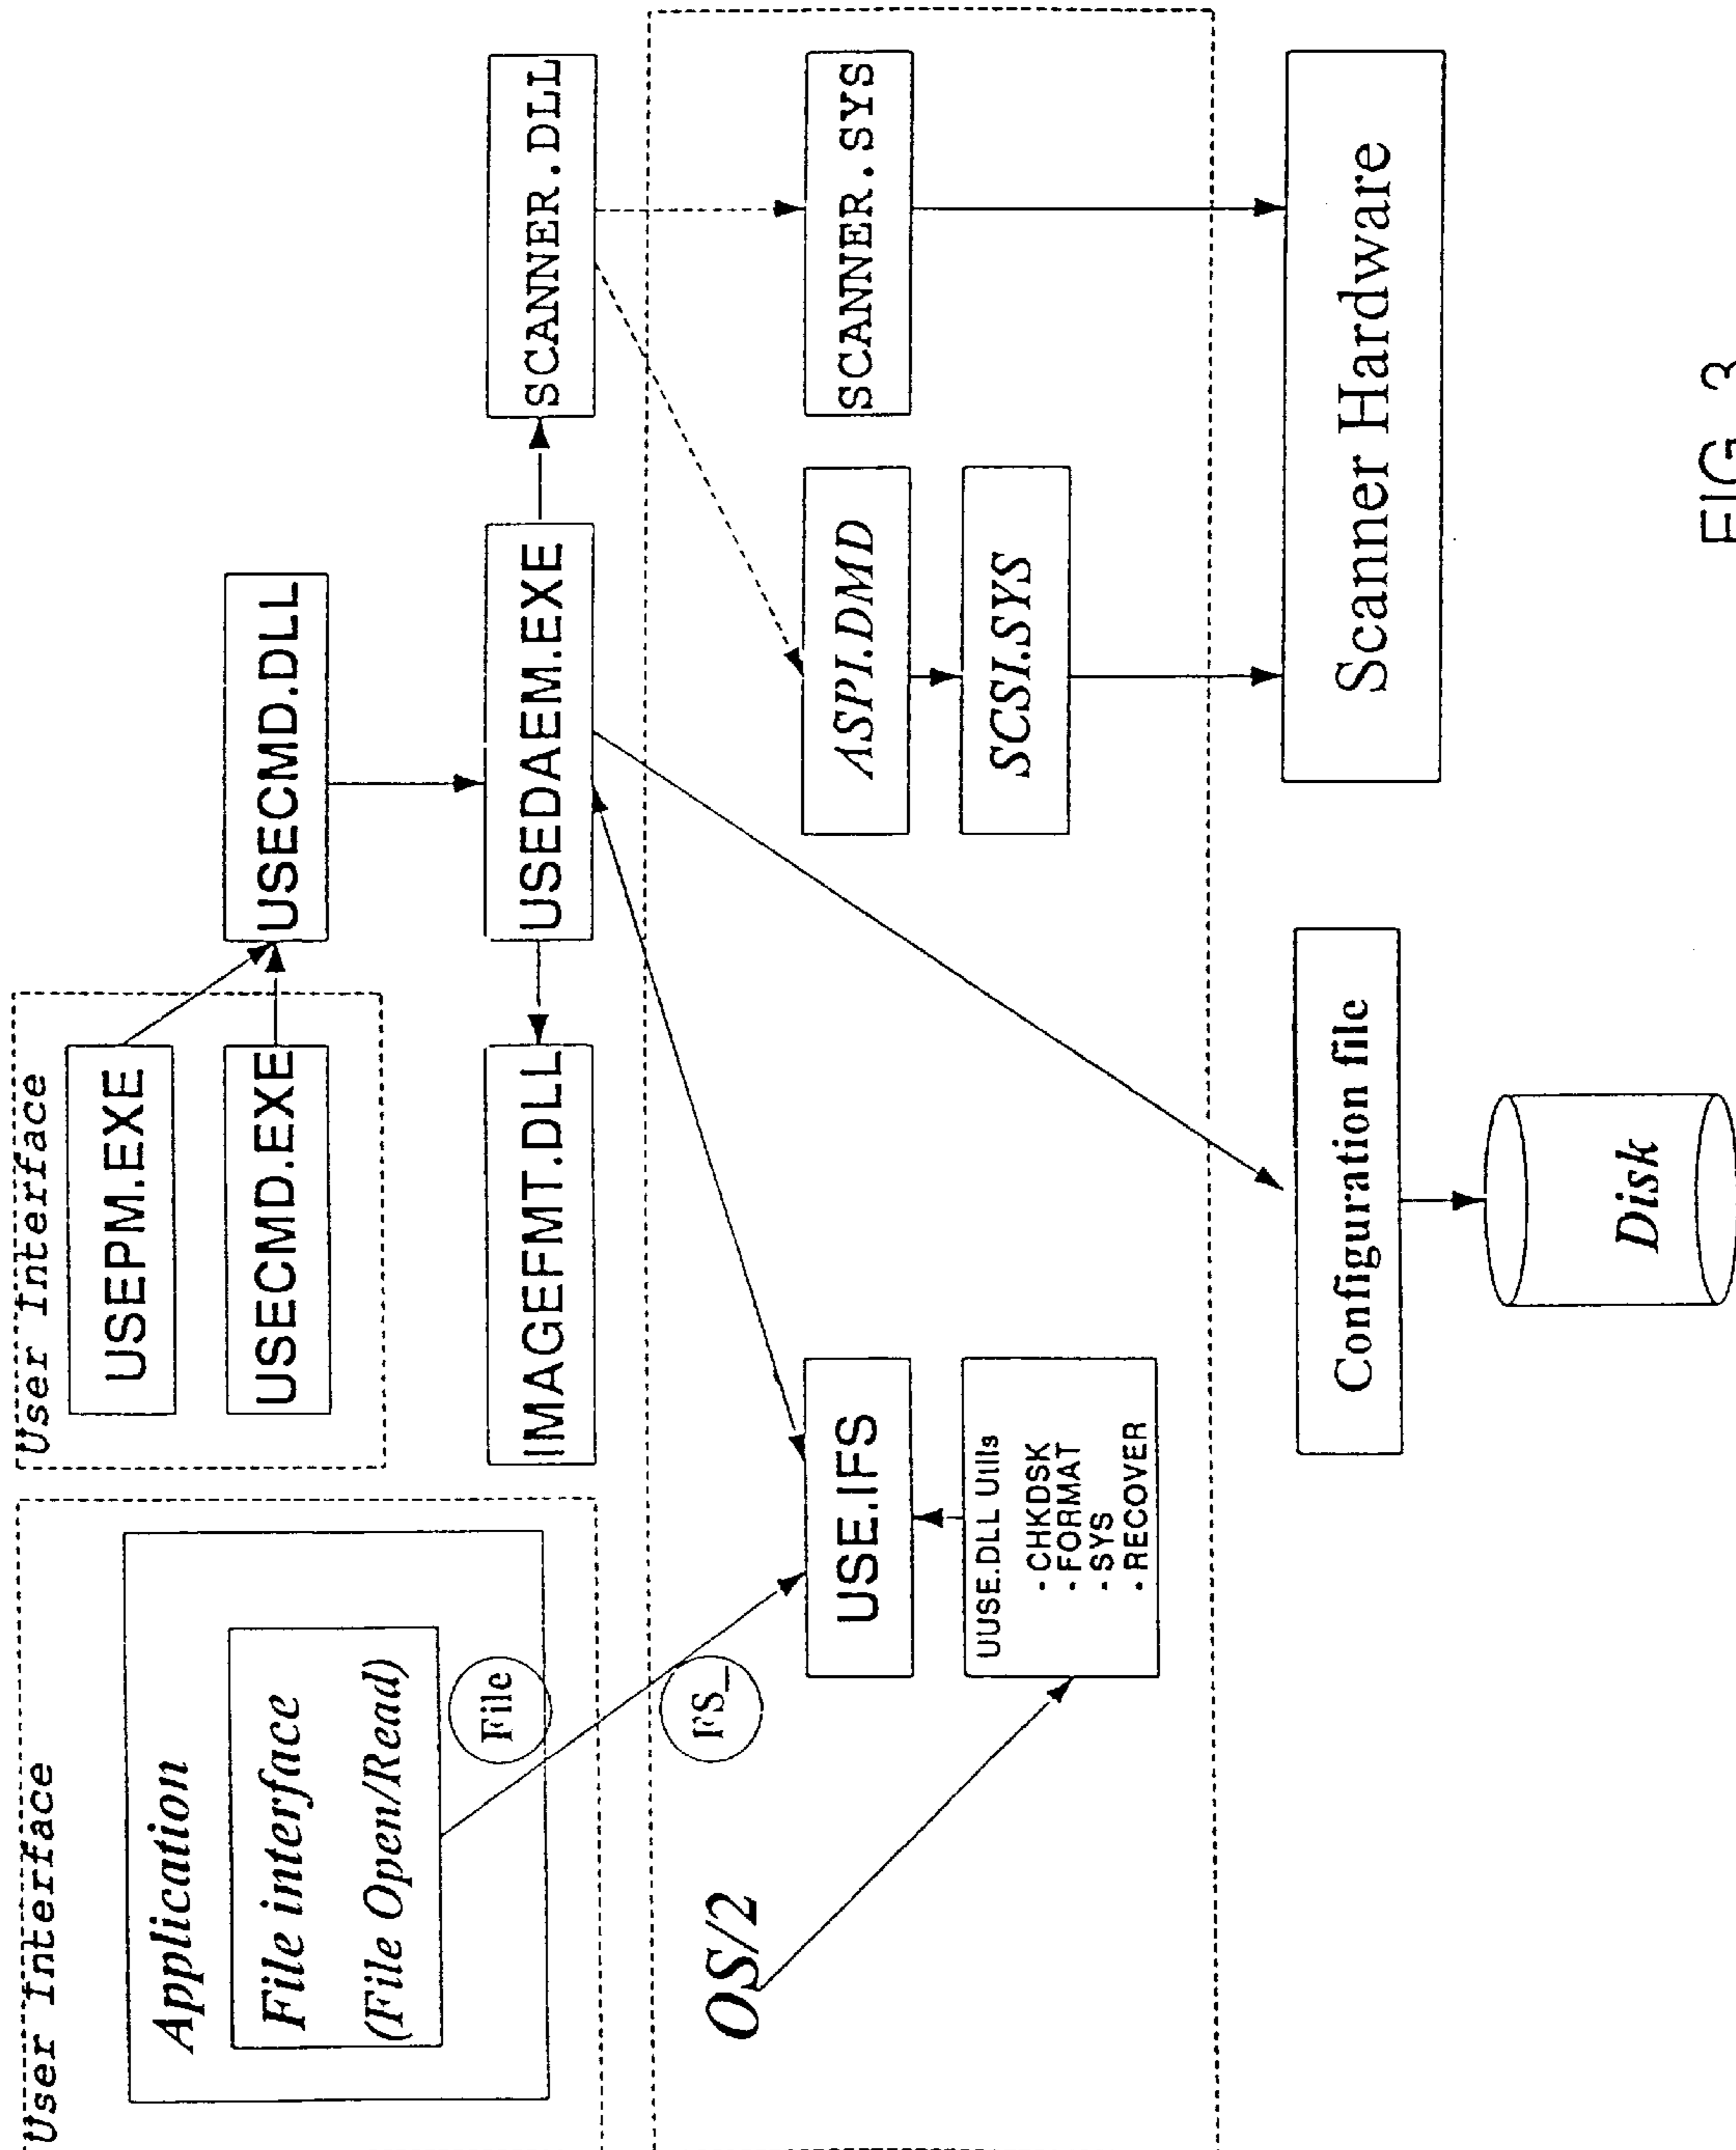 User Interface
Application
File interface
(File Open/Read)
File
User Interface
USEPM.EXE
USECMD.EXE
USECMD.DLL
IMAGEFMT.DLL
USEDAEM.EXE
SCANNER.DLL
OS/2
FS_
USE.IFS
UUSE.DLL Utils
- CHKDSK
- FORMAT
- SYS
- RECOVER
ASPI.DMD
SCSI.SYS
SCANNER.SYS
Configuration file
Disk
Scanner Hardware
FIG. 3